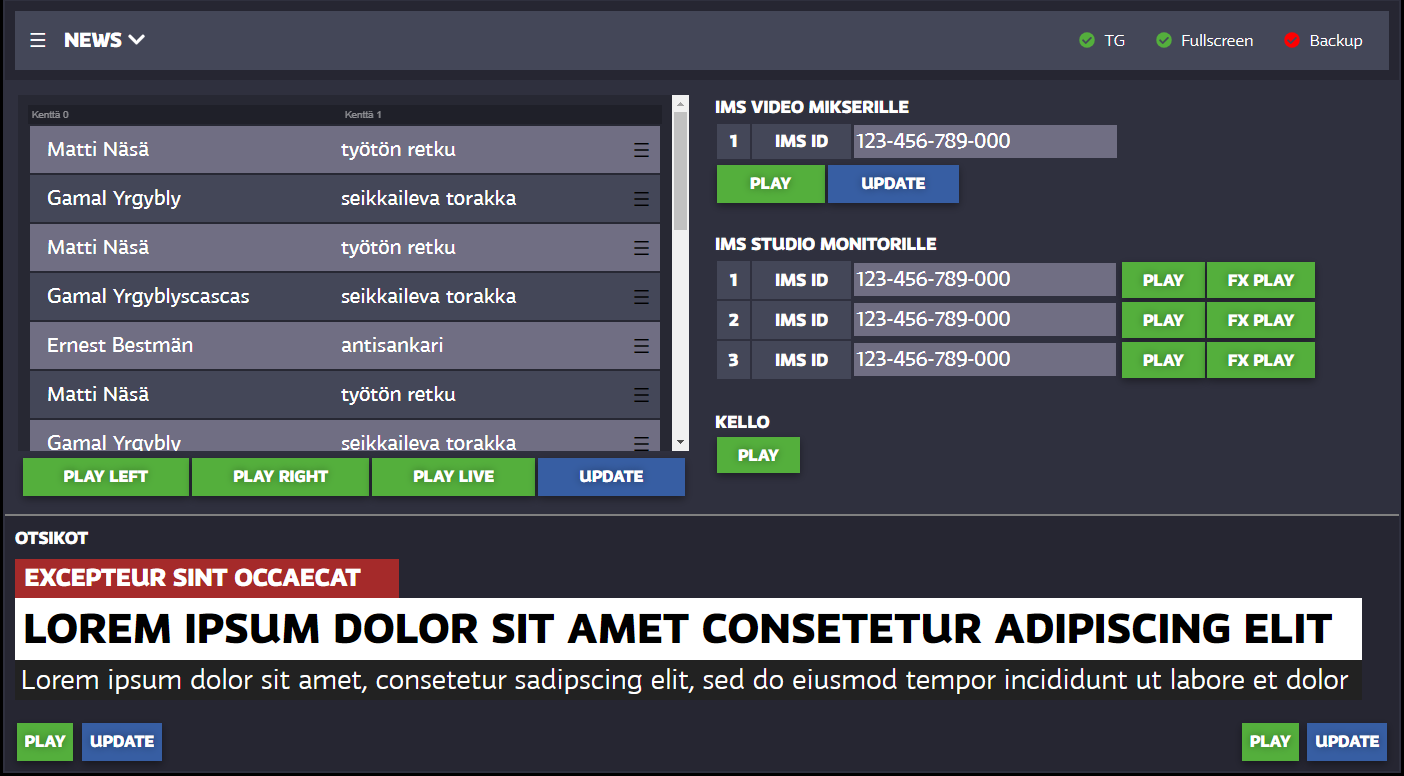 NEWS
TG Fullscreen Backup
Kenttä 0 Kenttä 1
Matti Näsä työtön retku
Gamal Yrgybly seikkaileva torakka
Matti Näsä työtön retku
Gamal Yrgyblyscascas seikkaileva torakka
Ernest Bestmän antisankari
Matti Näsä työtön retku
Gamal Yrgybly seikkaileva torakka
PLAY LEFT PLAY RIGHT PLAY LIVE UPDATE
IMS VIDEO MIKSERILLE
1 IMS ID 123-456-789-000
PLAY UPDATE
IMS STUDIO MONITORILLE
1 IMS ID 123-456-789-000 PLAY FX PLAY
2 IMS ID 123-456-789-000 PLAY FX PLAY
3 IMS ID 123-456-789-000 PLAY FX PLAY
KELLO
PLAY
OTSIKOT
EXCEPTEUR SINT OCCAECAT
LOREM IPSUM DOLOR SIT AMET CONSETETUR ADIPISCING ELIT
Lorem ipsum dolor sit amet, consetetur sadipscing elit, sed do eiusmod tempor incididunt ut labore et dolor
PLAY UPDATE PLAY UPDATE